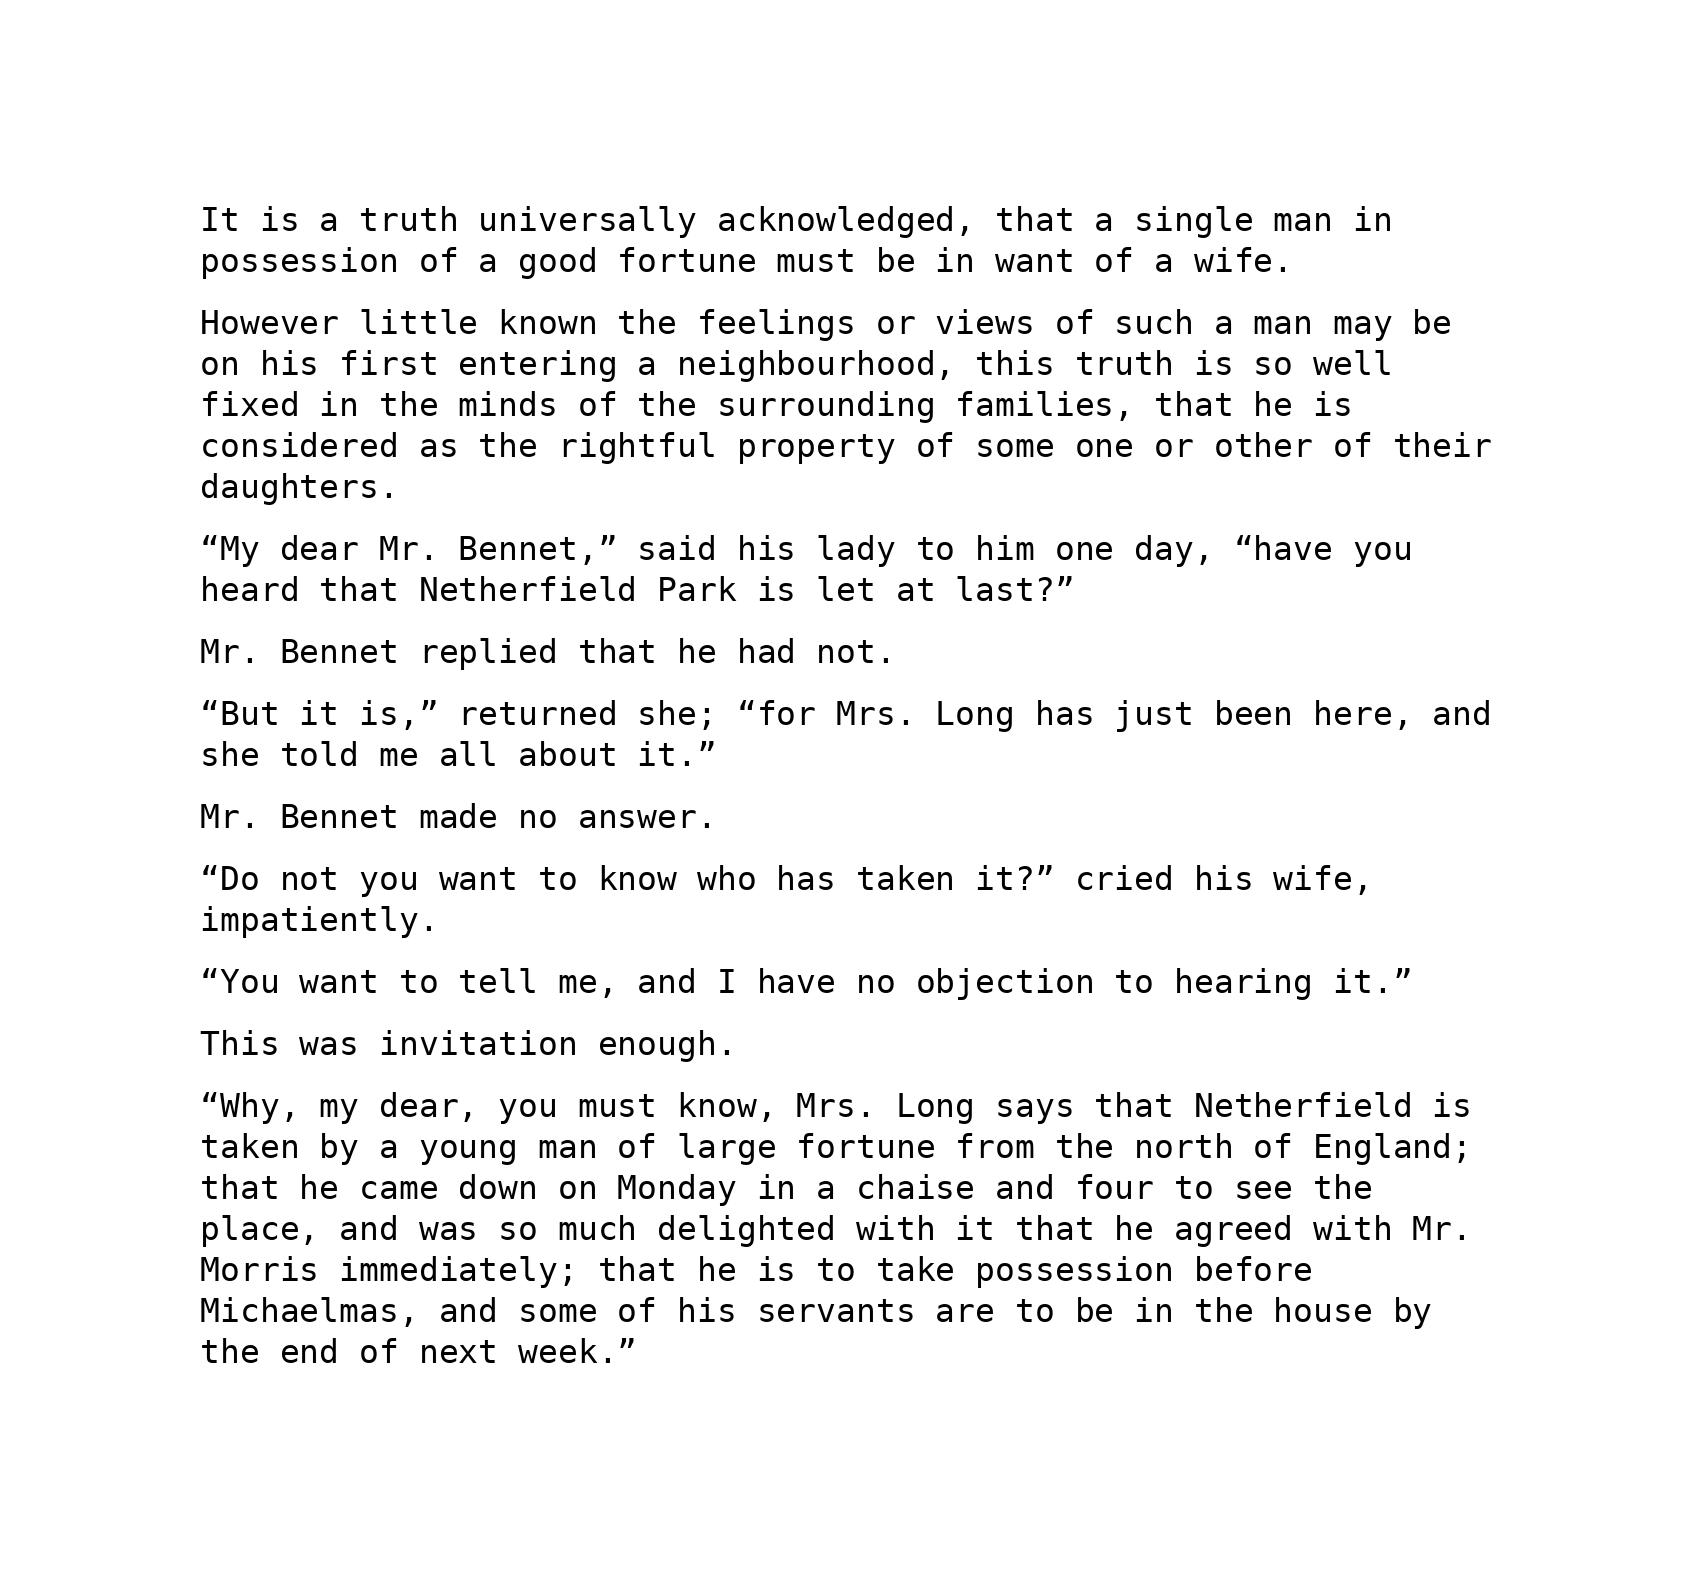 It is a truth universally acknowledged, that a single man in
possession of a good fortune must be in want of a wife.
However little known the feelings or views of such a man may be
on his first entering a neighbourhood, this truth is so well
fixed in the minds of the surrounding families, that he is
considered as the rightful property of some one or other of their
daughters.
“My dear Mr. Bennet,” said his lady to him one day, “have you
heard that Netherfield Park is let at last?”
Mr. Bennet replied that he had not.
“But it is,” returned she; “for Mrs. Long has just been here, and
she told me all about it.”
Mr. Bennet made no answer.
“Do not you want to know who has taken it?” cried his wife,
impatiently.
“You want to tell me, and I have no objection to hearing it.”
This was invitation enough.
“Why, my dear, you must know, Mrs. Long says that Netherfield is
taken by a young man of large fortune from the north of England;
that he came down on Monday in a chaise and four to see the
place, and was so much delighted with it that he agreed with Mr.
Morris immediately; that he is to take possession before
Michaelmas, and some of his servants are to be in the house by
the end of next week.”